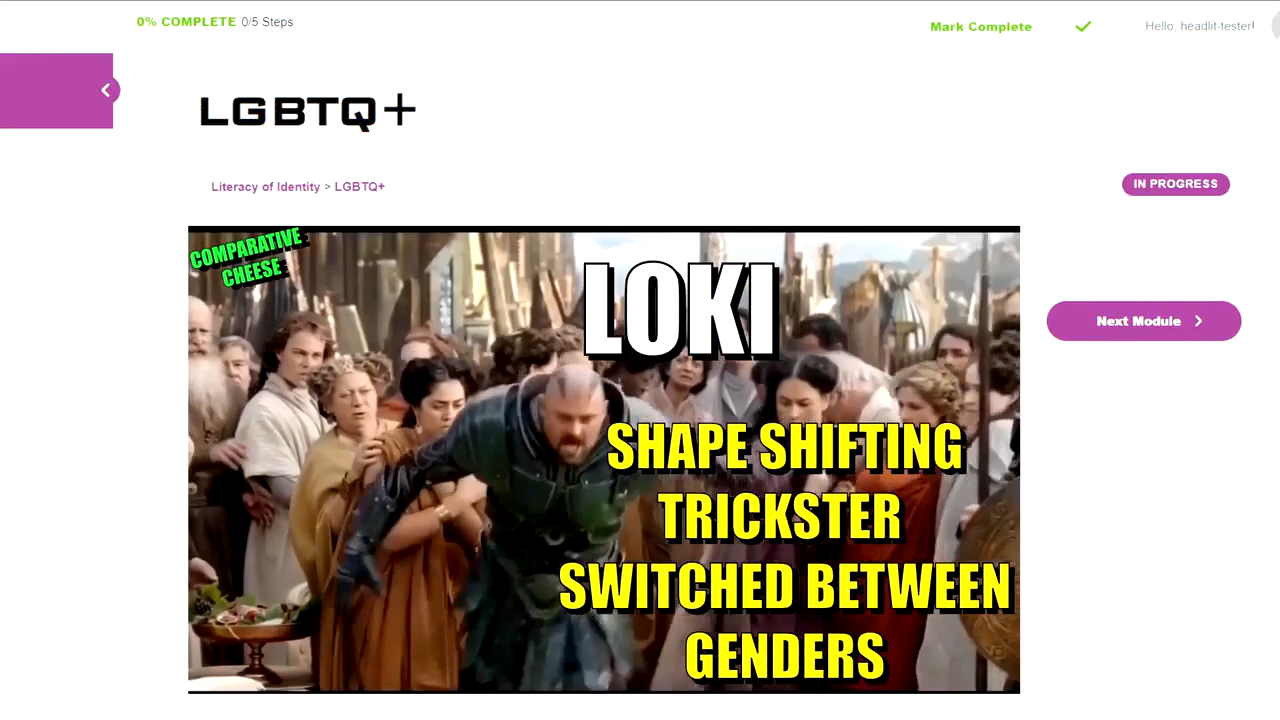 0% COMPLETE 0/5 Steps
Mark Complete
Hello, headlit-tester!
LGBTQ+
Literacy of Identity > LGBTQ+
IN PROGRESS
COMPARATIVE
CHEESE
LOKI
Next Module
SHAPE SHIFTING
TRICKSTER
SWITCHED BETWEEN
GENDERS